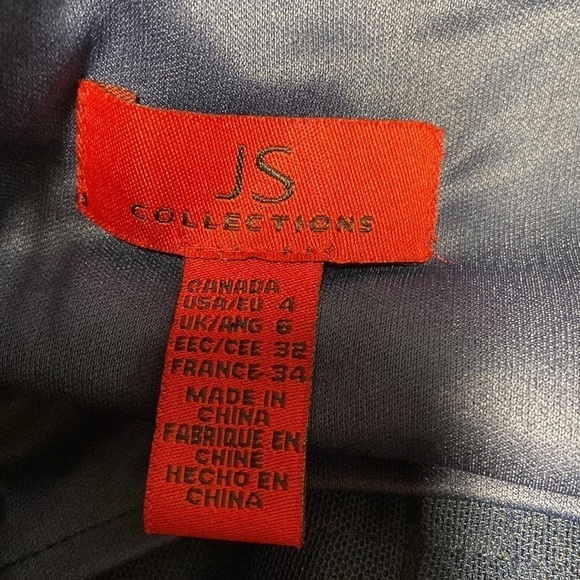 JS
COLLECTIONS
CANADA
USA/EU 4
UK/ANG 6
EEC/CEE 32
FRANCE 34
MADE IN
CHINA
FABRIQUE EN
CHINE
HECHO EN
CHINA